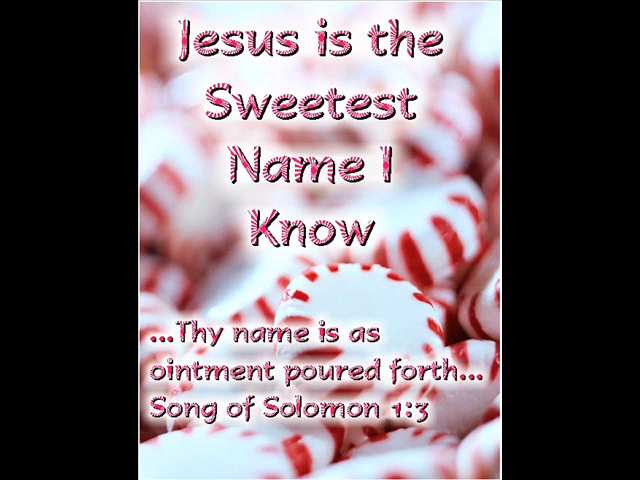 Jesus is the
Sweetest
Name I
Know
...Thy name is as
ointment poured forth...
Song of Solomon 1:3